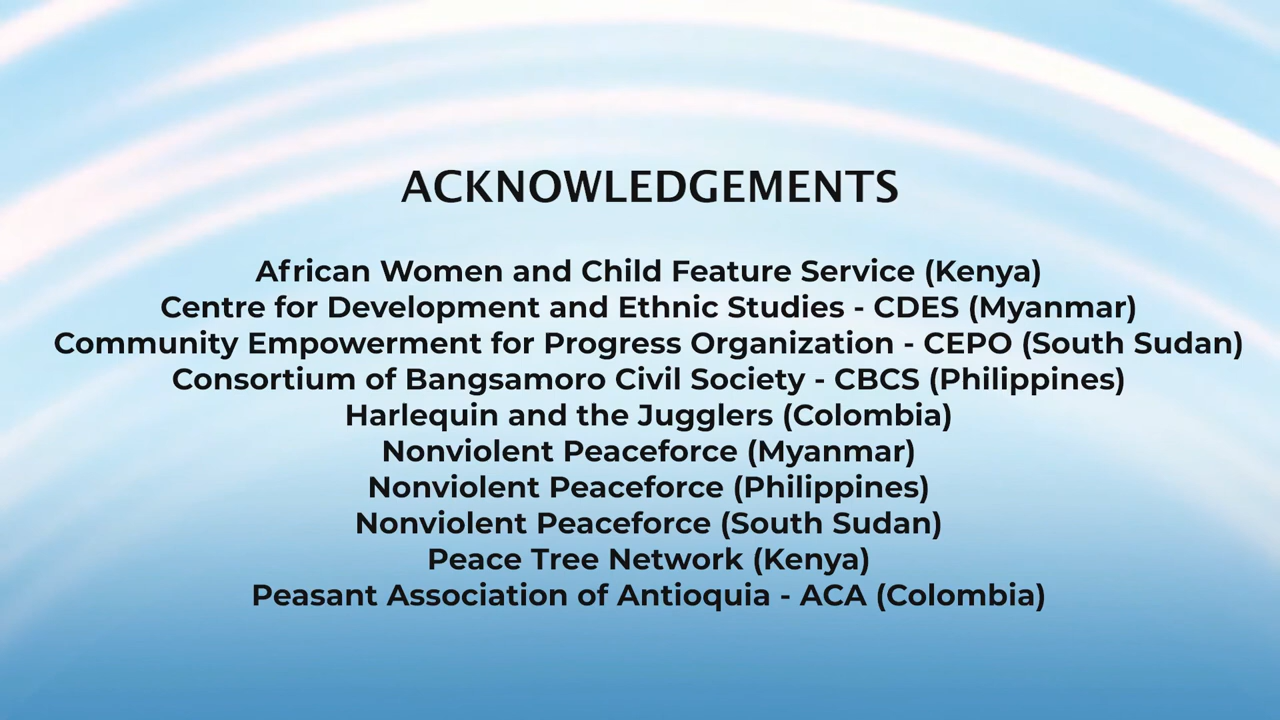 ACKNOWLEDGEMENTS
African Women and Child Feature Service (Kenya)
Centre for Development and Ethnic Studies - CDES (Myanmar)
Community Empowerment for Progress Organization - CEPO (South Sudan)
Consortium of Bangsamoro Civil Society - CBCS (Philippines)
Harlequin and the Jugglers (Colombia)
Nonviolent Peaceforce (Myanmar)
Nonviolent Peaceforce (Philippines)
Nonviolent Peaceforce (South Sudan)
Peace Tree Network (Kenya)
Peasant Association of Antioquia - ACA (Colombia)